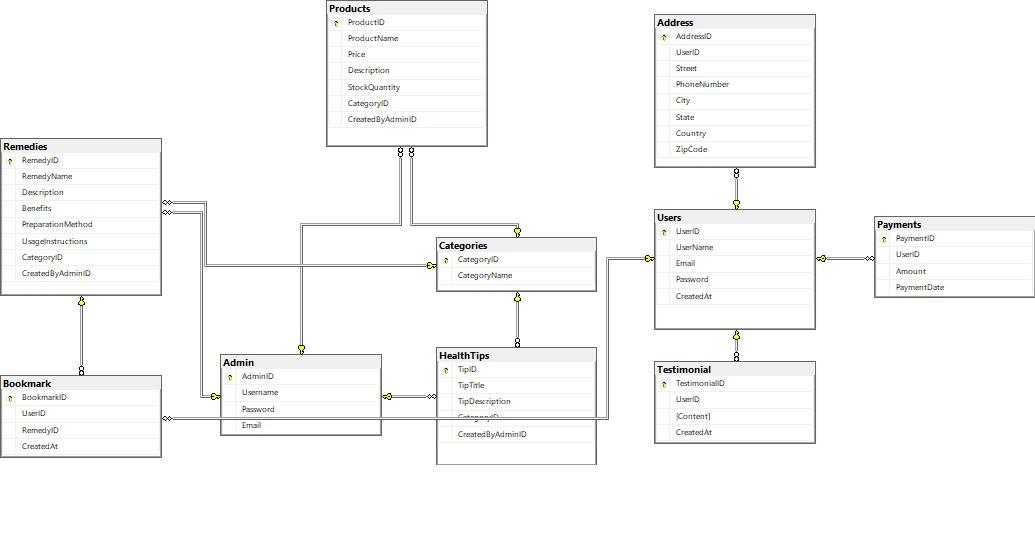 Products
ProductID
ProductName
Price
Description
StockQuantity
CategoryID
CreatedByAdminID
Address
AddressID
UserID
Street
PhoneNumber
City
State
Country
ZipCode
Remedies
RemedyID
RemedyName
Description
Benefits
PreparationMethod
UsageInstructions
CategoryID
CreatedByAdminID
Categories
CategoryID
CategoryName
Users
UserID
UserName
Email
Password
CreatedAt
Payments
PaymentID
UserID
Amount
PaymentDate
Bookmark
BookmarkID
UserID
RemedyID
CreatedAt
Admin
AdminID
Username
Password
Email
HealthTips
TipID
TipTitle
TipDescription
CategoryID
CreatedByAdminID
Testimonial
TestimonialID
UserID
[Content]
CreatedAt